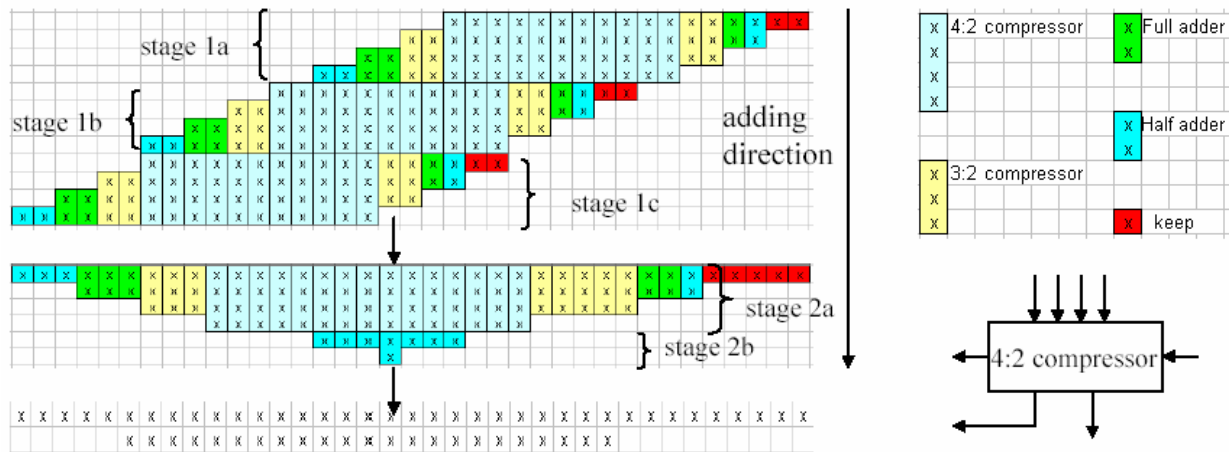 stage 1a
stage 1b
stage 1c
adding
direction
stage 2a
stage 2b
4:2 compressor
Full adder
Half adder
3:2 compressor
keep
4:2 compressor